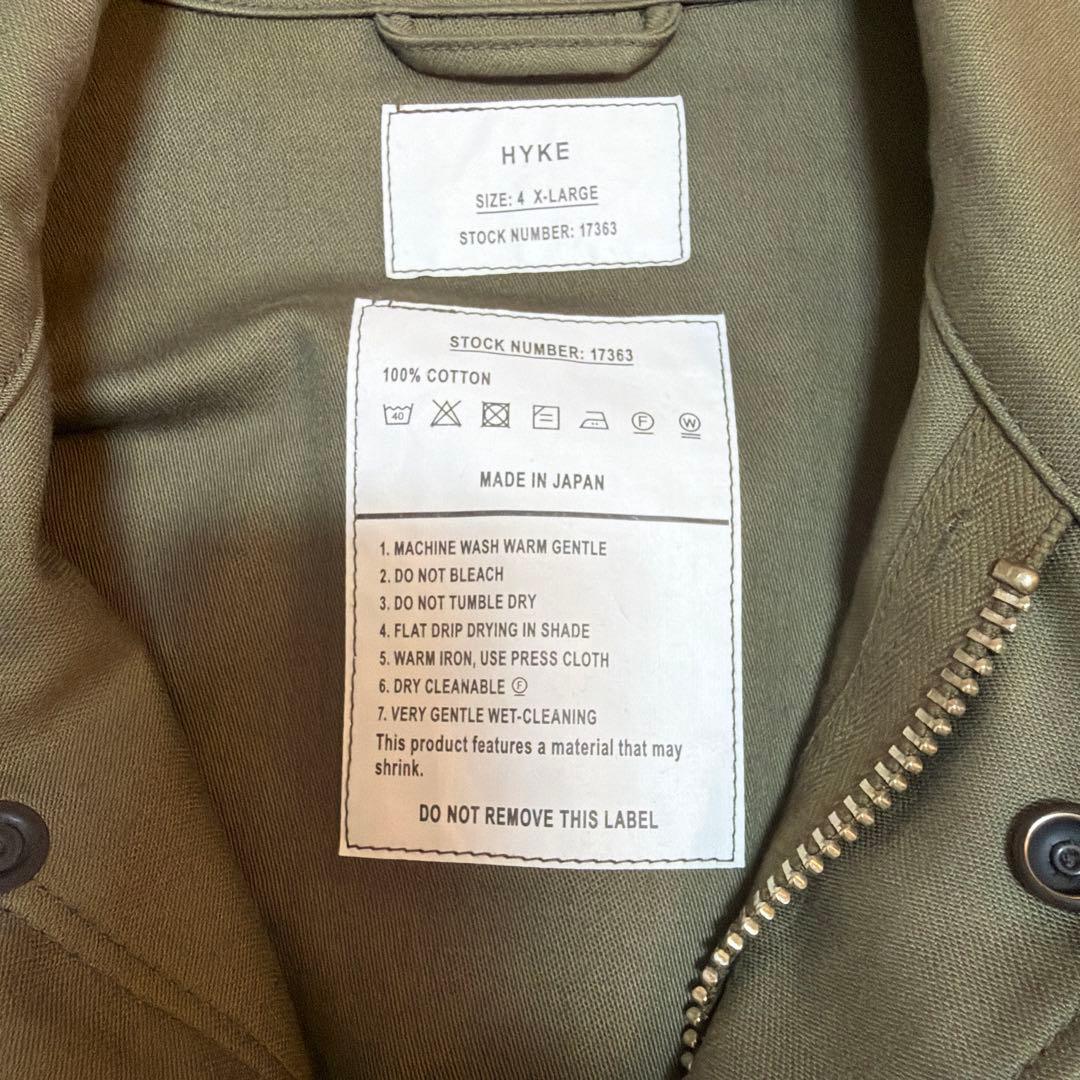 HYKE
SIZE: 4 X-LARGE
STOCK NUMBER: 17363
STOCK NUMBER: 17363
100% COTTON
40 F W
MADE IN JAPAN
1. MACHINE WASH WARM GENTLE
2. DO NOT BLEACH
3. DO NOT TUMBLE DRY
4. FLAT DRIP DRYING IN SHADE
5. WARM IRON, USE PRESS CLOTH
6. DRY CLEANABLE Ⓕ
7. VERY GENTLE WET-CLEANING
This product features a material that may
shrink.
DO NOT REMOVE THIS LABEL